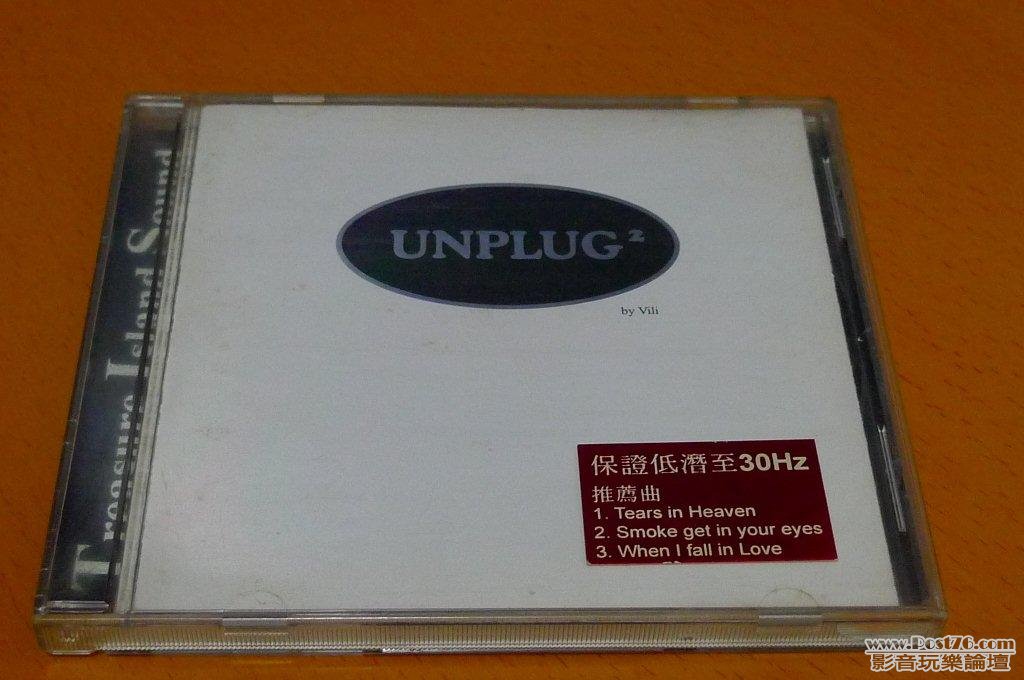 Treasure Island Sound
UNPLUG²
by Vili
保證低潛至30Hz
推薦曲
1. Tears in Heaven
2. Smoke get in your eyes
3. When I fall in Love
www.Post76.com
影音玩樂論壇